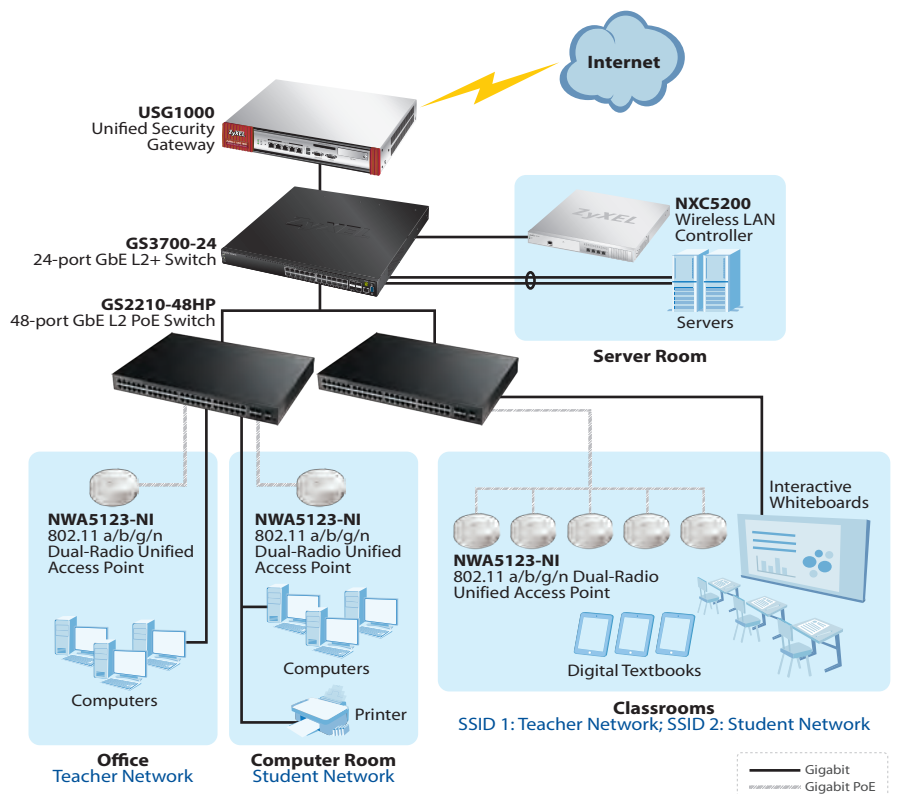 Internet
USG1000
Unified Security
Gateway
ZyXEL
NXC5200
Wireless LAN
Controller
ZyXEL
ZyXEL
GS3700-24
24-port GbE L2+ Switch
GS2210-48HP
48-port GbE L2 PoE Switch
Servers
Server Room
NWA5123-NI
802.11 a/b/g/n
Dual-Radio Unified
Access Point
Computers
Office
Teacher Network
NWA5123-NI
802.11 a/b/g/n
Dual-Radio Unified
Access Point
Computers
Printer
Computer Room
Student Network
Interactive
Whiteboards
NWA5123-NI
802.11 a/b/g/n Dual-Radio
Unified Access Point
Digital Textbooks
Classrooms
SSID 1: Teacher Network; SSID 2: Student Network
Gigabit
Gigabit PoE